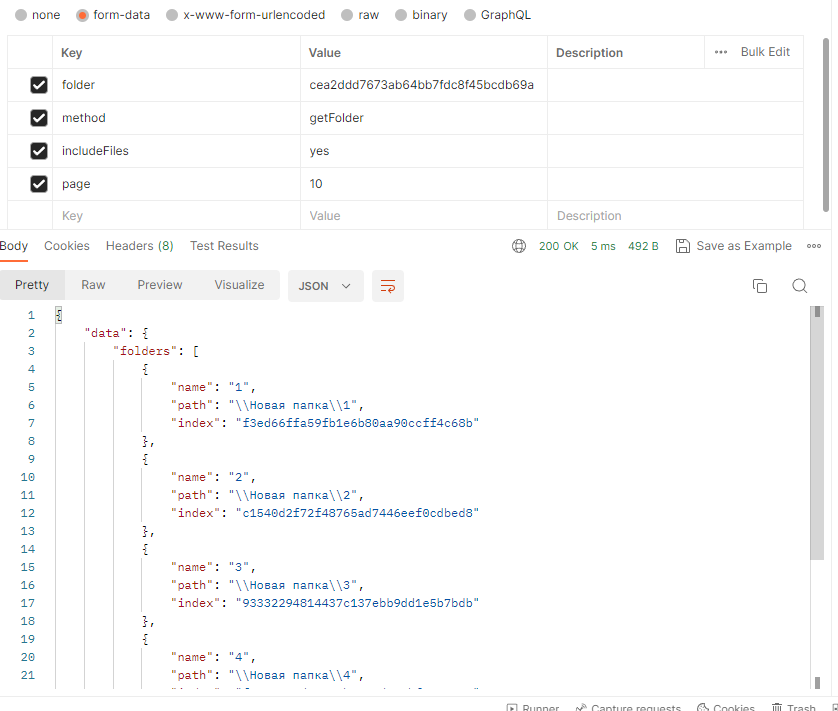 none form-data x-www-form-urlencoded raw binary GraphQL
Key Value Description ••• Bulk Edit
folder cea2ddd7673ab64bb7fdc8f45bcdb69a
method getFolder
includeFiles yes
page 10
Key Value Description
Body Cookies Headers (8) Test Results 200 OK 5 ms 492 B Save as Example
Pretty Raw Preview Visualize JSON
1 {
2 "data": {
3 "folders": [
4 {
5 "name": "1",
6 "path": "\\Новая папка\\1",
7 "index": "f3ed66ffa59fb1e6b80aa90ccff4c68b"
8 },
9 {
10 "name": "2",
11 "path": "\\Новая папка\\2",
12 "index": "c1540d2f72f48765ad7446eef0cdbed8"
13 },
14 {
15 "name": "3",
16 "path": "\\Новая папка\\3",
17 "index": "93332294814437c137ebb9dd1e5b7bdb"
18 },
19 {
20 "name": "4",
21 "path": "\\Новая папка\\4",
Runner Capture requests Cookies Trash